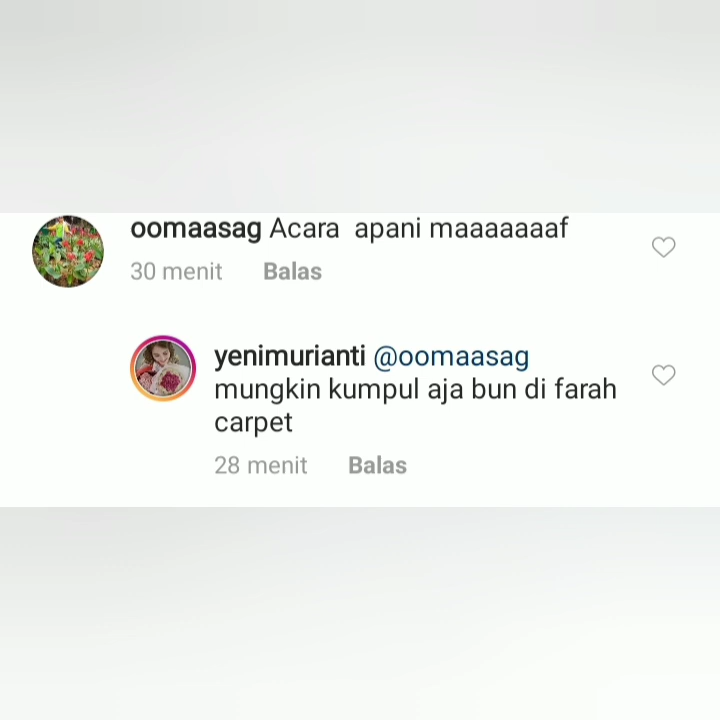 oomaasag Acara  apani maaaaaaaf
30 menit Balas
yenimurianti @oomaasag
mungkin kumpul aja bun di farah
carpet
28 menit Balas